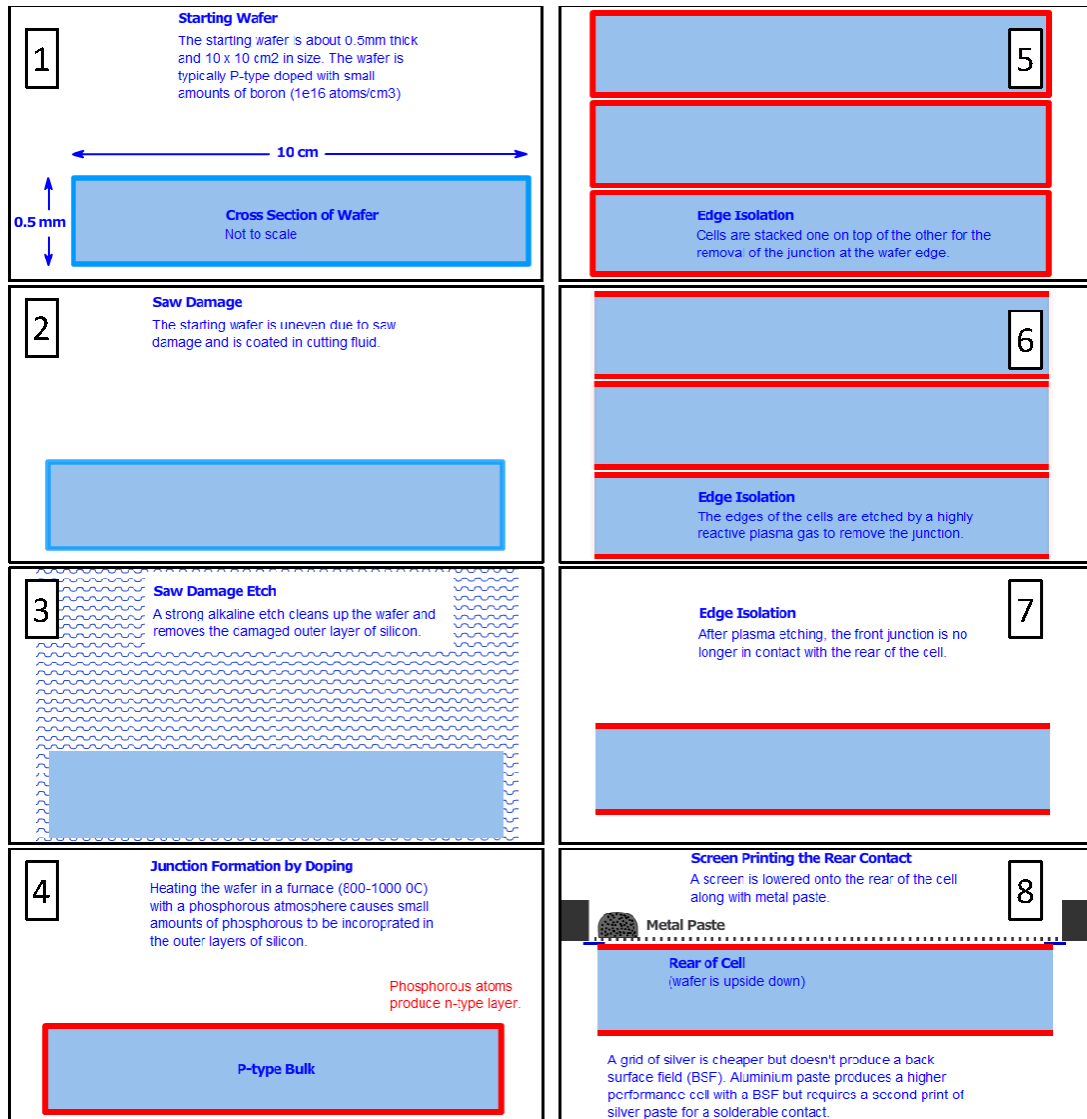 1
Starting Wafer
The starting wafer is about 0.5mm thick
and 10 x 10 cm2 in size. The wafer is
typically P-type doped with small
amounts of boron (1e16 atoms/cm3)
10 cm
0.5 mm
Cross Section of Wafer
Not to scale
2
Saw Damage
The starting wafer is uneven due to saw
damage and is coated in cutting fluid.
3
Saw Damage Etch
A strong alkaline etch cleans up the wafer and
removes the camaged outer layer of silicon.
4
Junction Formation by Doping
Heating the wafer in a furnace (800-1000 0C)
with a phosphorous atmosphere causes small
amounts of phosphorous to be incoroprated in
the outer layers of silicon.
Phosphorous atoms
produce n-type layer.
P-type Bulk
5
Edge Isolation
Cells are stacked one on top of the other for the
removal of the junction at the wafer edge.
6
Edge Isolation
The edges of the cells are etched by a highly
reactive plasma gas to remove the junction.
7
Edge Isolation
After plasma etching, the front junction is no
longer in contact with the rear of the cell.
8
Screen Printing the Rear Contact
A screen is lowered onto the rear of the cell
along with metal paste.
Metal Paste
Rear of Cell
(wafer is upside down)
A grid of silver is cheaper but doesn't produce a back
surface field (BSF). Aluminium paste produces a higher
performance cell with a BSF but requires a second print of
silver paste for a solderable contact.